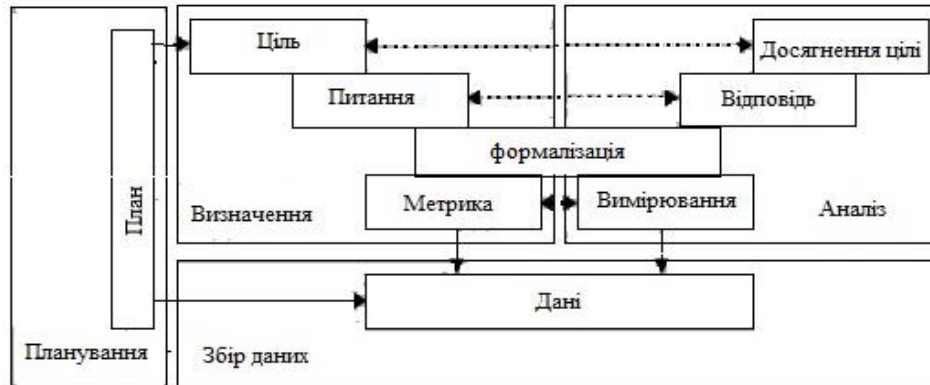 Ціль
Досягнення цілі
Питання
Відповідь
формалізація
Метрика
Вимірювання
Визначення
Аналіз
План
Дані
Планування
Збір даних